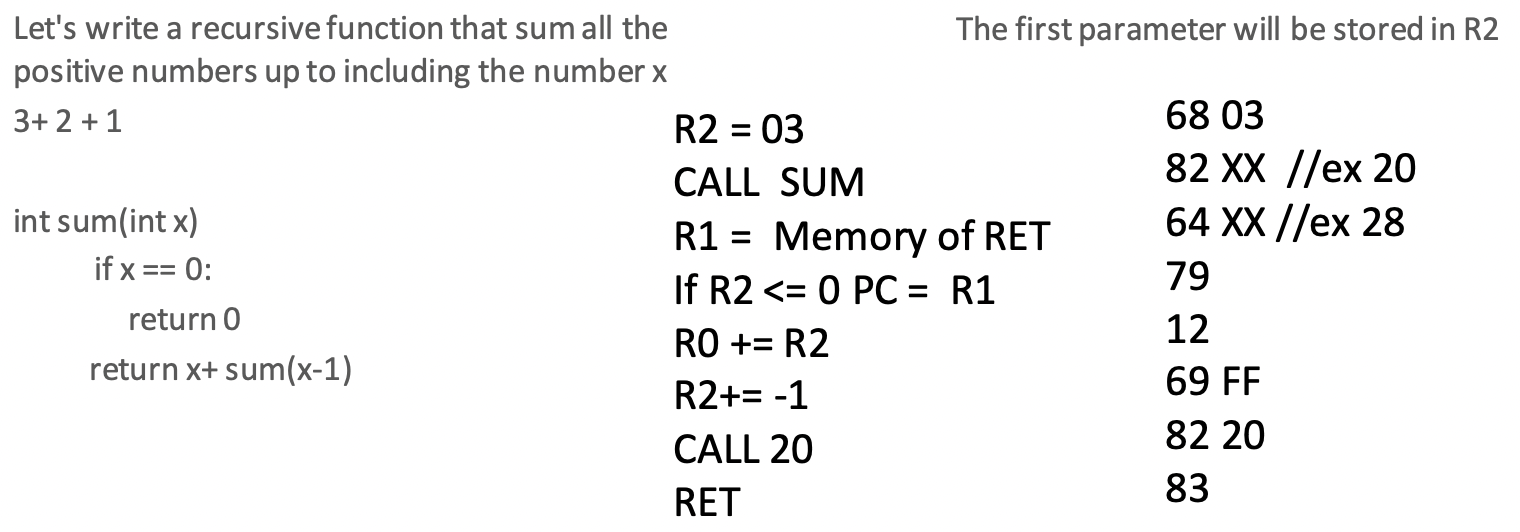 Let's write a recursive function that sum all the
positive numbers up to including the number x
3+ 2 + 1
int sum(int x)
if x == 0:
return 0
return x+ sum(x-1)
The first parameter will be stored in R2
R2 = 03
CALL SUM
R1 = Memory of RET
If R2 <= 0 PC = R1
R0 += R2
R2+= -1
CALL 20
RET
68 03
82 XX //ex 20
64 XX //ex 28
79
12
69 FF
82 20
83